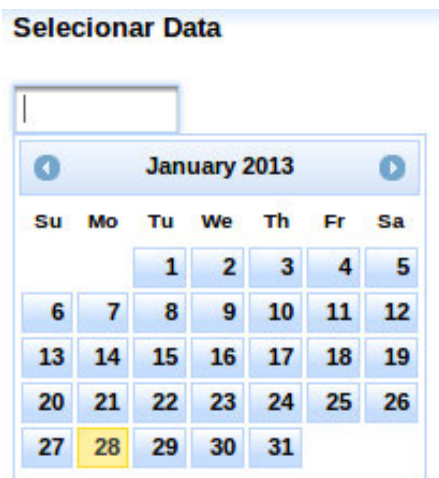 Selecionar Data
January 2013
Su Mo Tu We Th Fr Sa
1 2 3 4 5
6 7 8 9 10 11 12
13 14 15 16 17 18 19
20 21 22 23 24 25 26
27 28 29 30 31